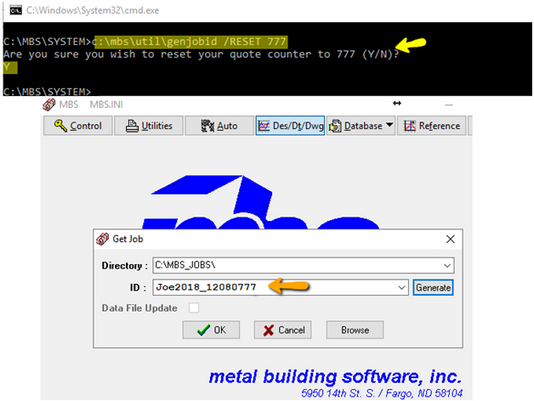 C:\Windows\System32\cmd.exe
C:\MBS\SYSTEM>c:\mbs\util\genjobid /RESET 777
Are you sure you wish to reset your quote counter to 777 (Y/N)?
Y
C:\MBS\SYSTEM>
MBS MBS.INI
Control Utilities Auto Des/Dt/Dwg Database Reference
Get Job
Directory : C:\MBS_JOBS\
ID : Joe2018_12080777 Generate
Data File Update
OK Cancel Browse
metal building software, inc.
5950 14th St. S. / Fargo, ND 58104